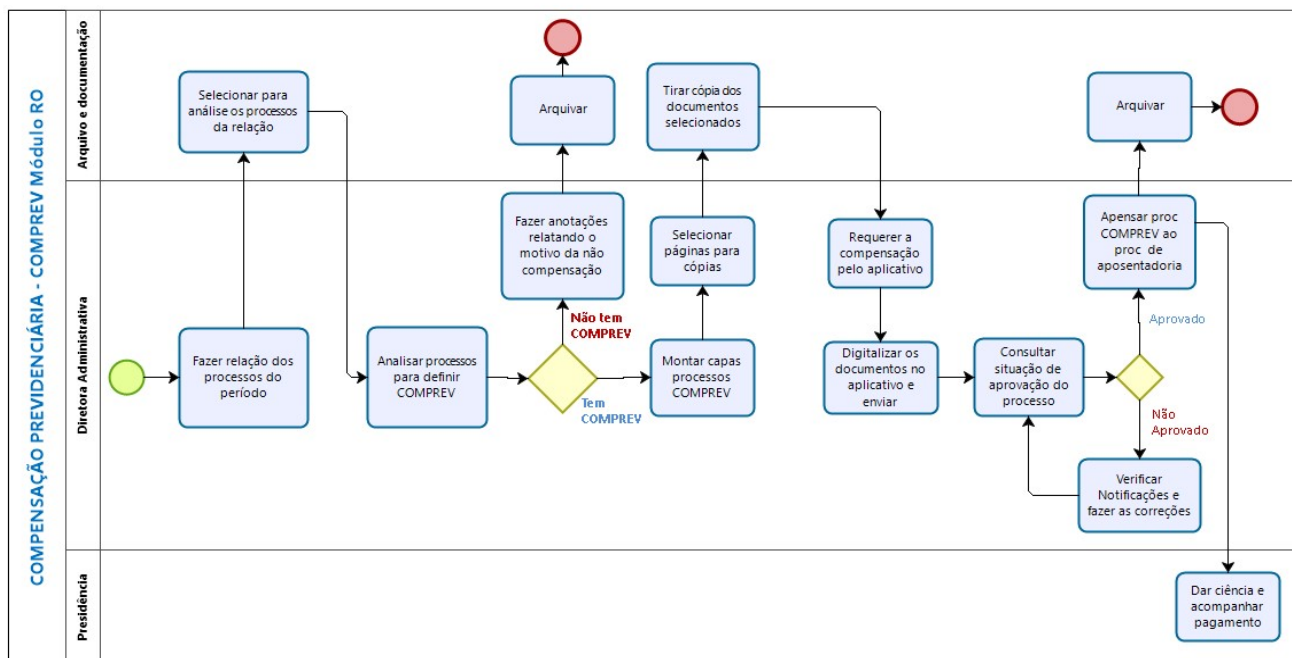 COMPENSAÇÃO PREVIDENCIÁRIA - COMPREV Módulo RO
Arquivo e documentação
Selecionar para
análise os processos
da relação
Arquivar
Tirar cópia dos
documentos
selecionados
Arquivar
Diretora Administrativa
Fazer relação dos
processos do
período
Analisar processos
para definir
COMPREV
Fazer anotações
relatando o
motivo da não
compensação
Não tem
COMPREV
Tem
COMPREV
Selecionar
páginas para
cópias
Montar capas
processos
COMPREV
Requerer a
compensação
pelo aplicativo
Digitalizar os
documentos no
aplicativo e
enviar
Consultar
situação de
aprovação do
processo
Apensar proc
COMPREV ao
proc de
aposentadoria
Aprovado
Não
Aprovado
Verificar
Notificações e
fazer as correções
Presidência
Dar ciência e
acompanhar
pagamento